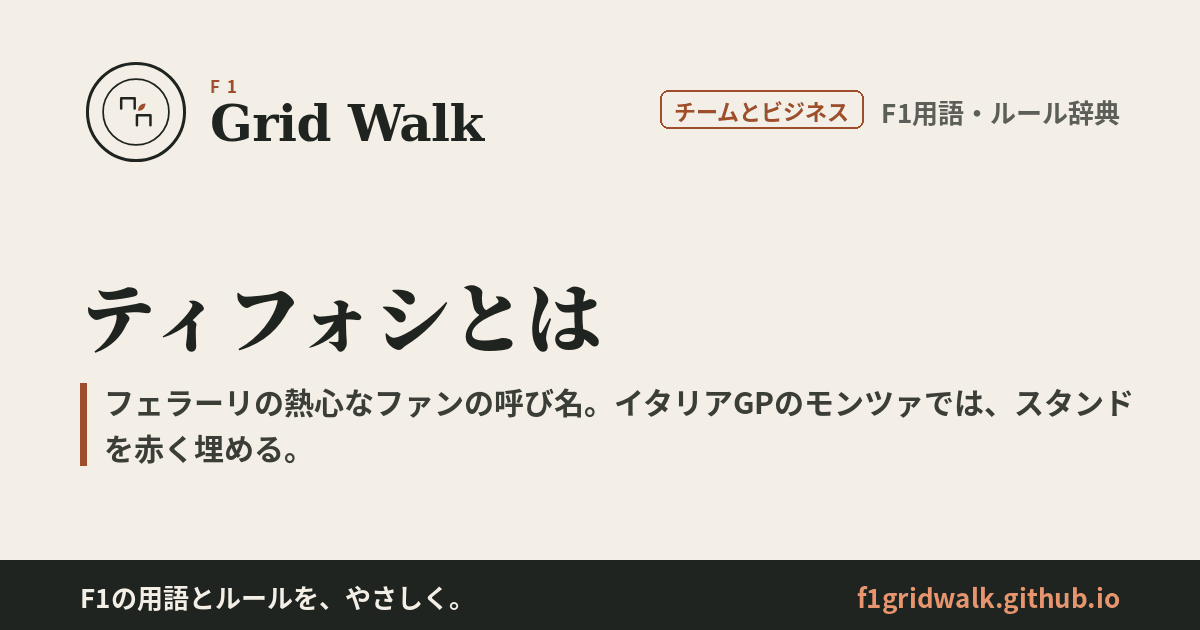 F1
Grid Walk
チームとビジネス
F1用語・ルール辞典
ティフォシとは
フェラーリの熱心なファンの呼び名。イタリアGPのモンツァでは、スタンド
を赤く埋める。
F1の用語とルールを、やさしく。
f1gridwalk.github.io